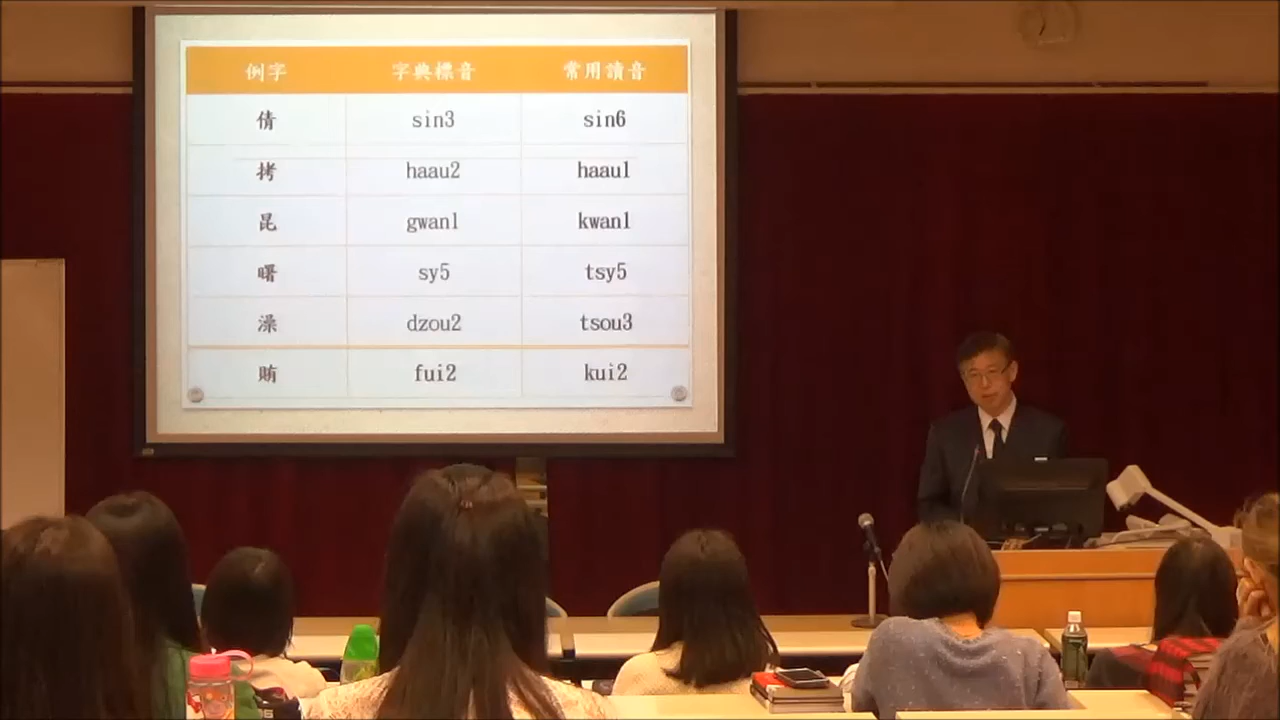 例字 字典標音 常用讀音
倩 sin3 sin6
拷 haau2 haau1
昆 gwan1 kwan1
曙 sy5 tsy5
澡 dzou2 tsou3
賄 fui2 kui2